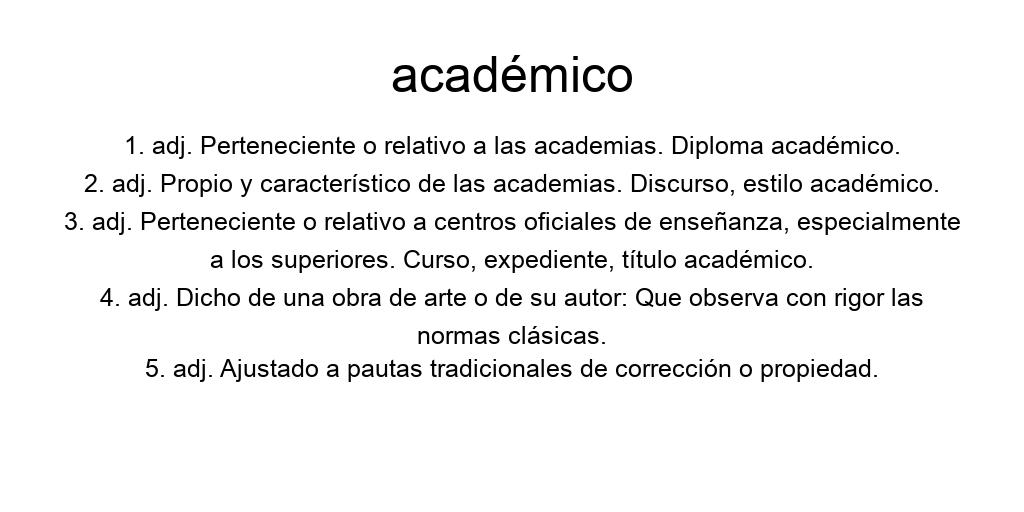 académico
1. adj. Perteneciente o relativo a las academias. Diploma académico.
2. adj. Propio y característico de las academias. Discurso, estilo académico.
3. adj. Perteneciente o relativo a centros oficiales de enseñanza, especialmente
a los superiores. Curso, expediente, título académico.
4. adj. Dicho de una obra de arte o de su autor: Que observa con rigor las
normas clásicas.
5. adj. Ajustado a pautas tradicionales de corrección o propiedad.